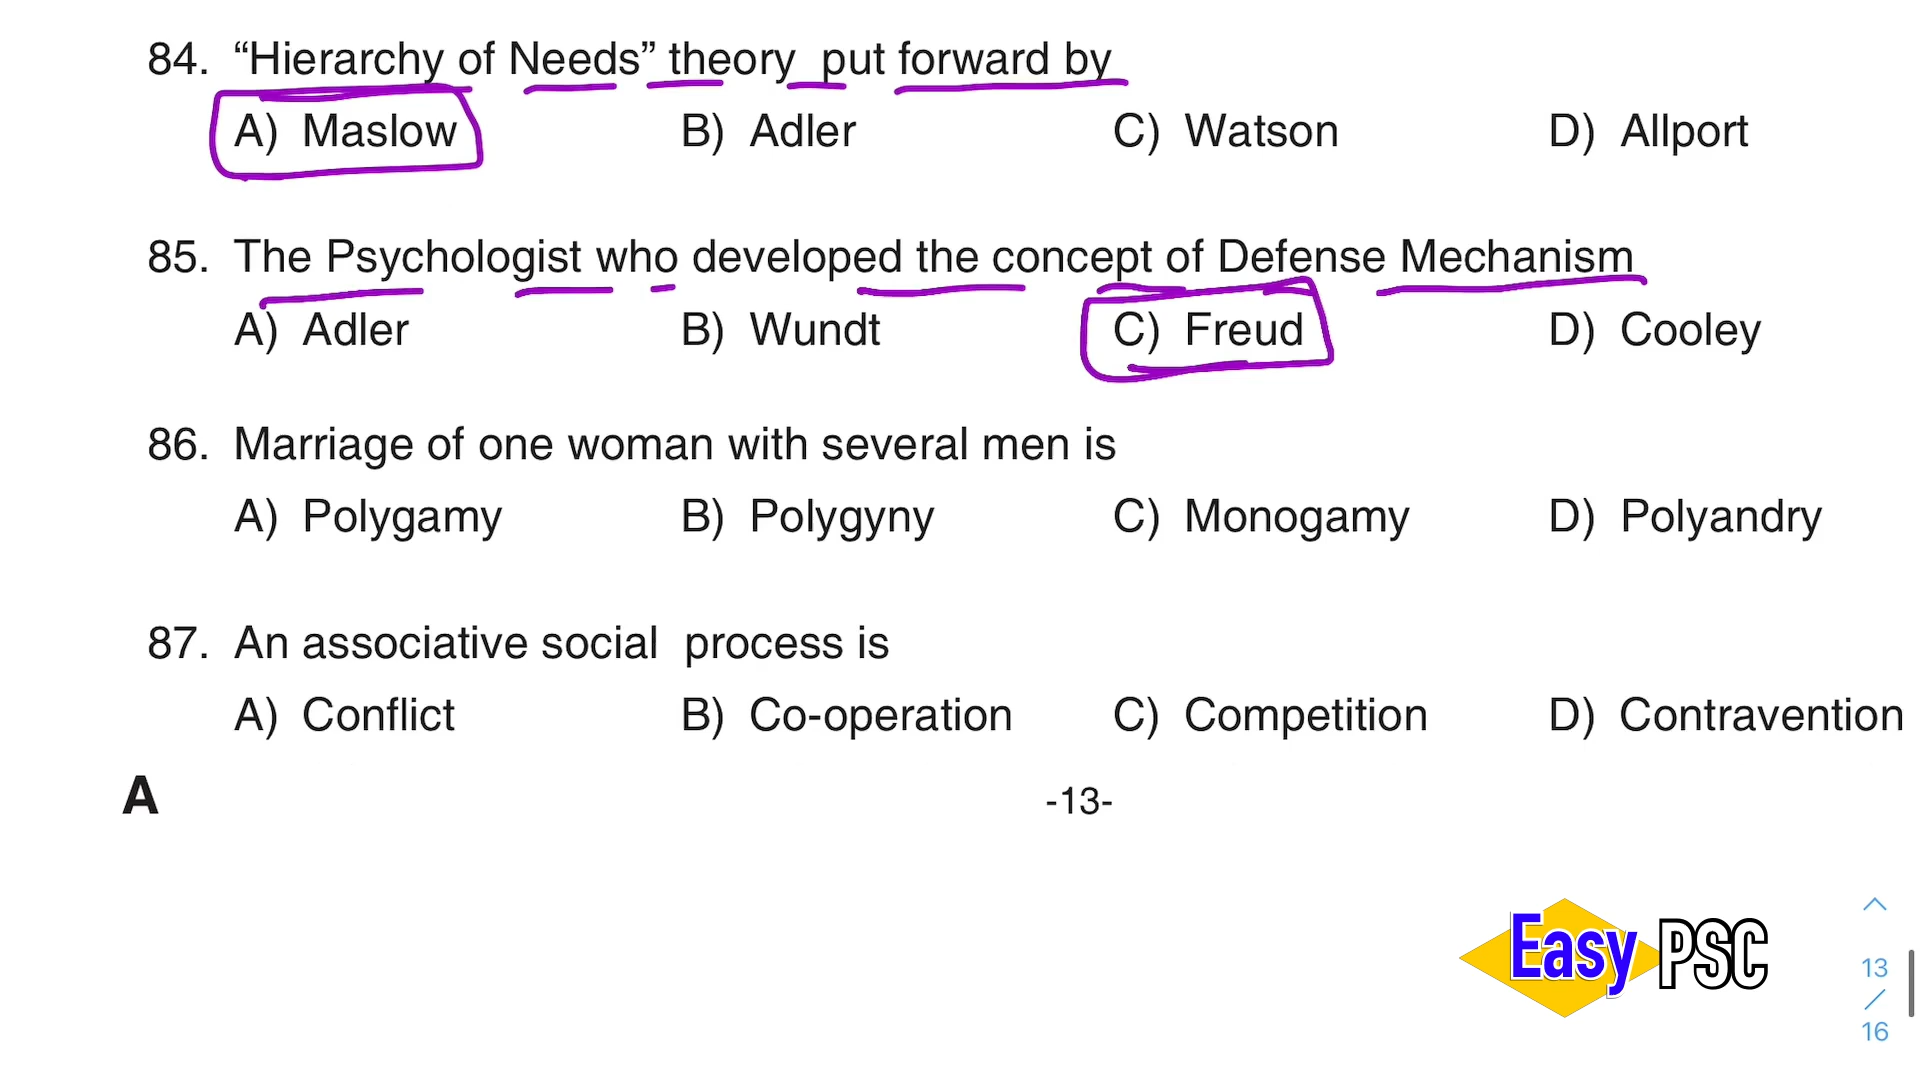 84. “Hierarchy of Needs” theory put forward by
A) Maslow B) Adler C) Watson D) Allport
85. The Psychologist who developed the concept of Defense Mechanism
A) Adler B) Wundt C) Freud D) Cooley
86. Marriage of one woman with several men is
A) Polygamy B) Polygyny C) Monogamy D) Polyandry
87. An associative social process is
A) Conflict B) Co-operation C) Competition D) Contravention
A -13-
Easy PSC
13
/
16